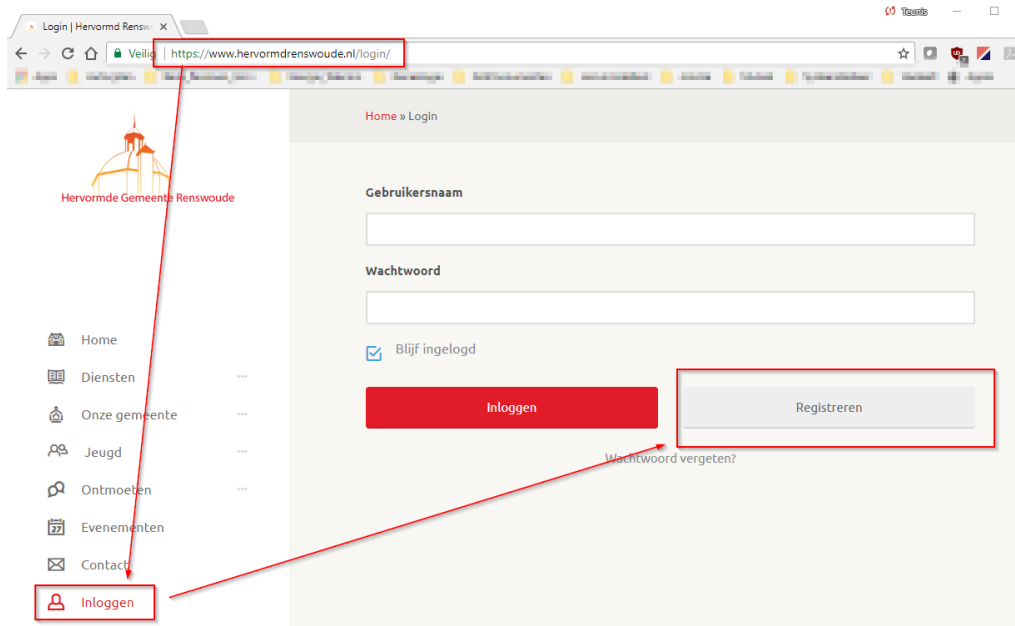 Teunis
Login | Hervormd Rensw
Veilig https://www.hervormdrenswoude.nl/login/
Home » Login
Hervormde Gemeente Renswoude
Gebruikersnaam
Wachtwoord
Blijf ingelogd
Inloggen
Registreren
Wachtwoord vergeten?
Home
Diensten
Onze gemeente
Jeugd
Ontmoeten
27 Evenementen
Contact
Inloggen